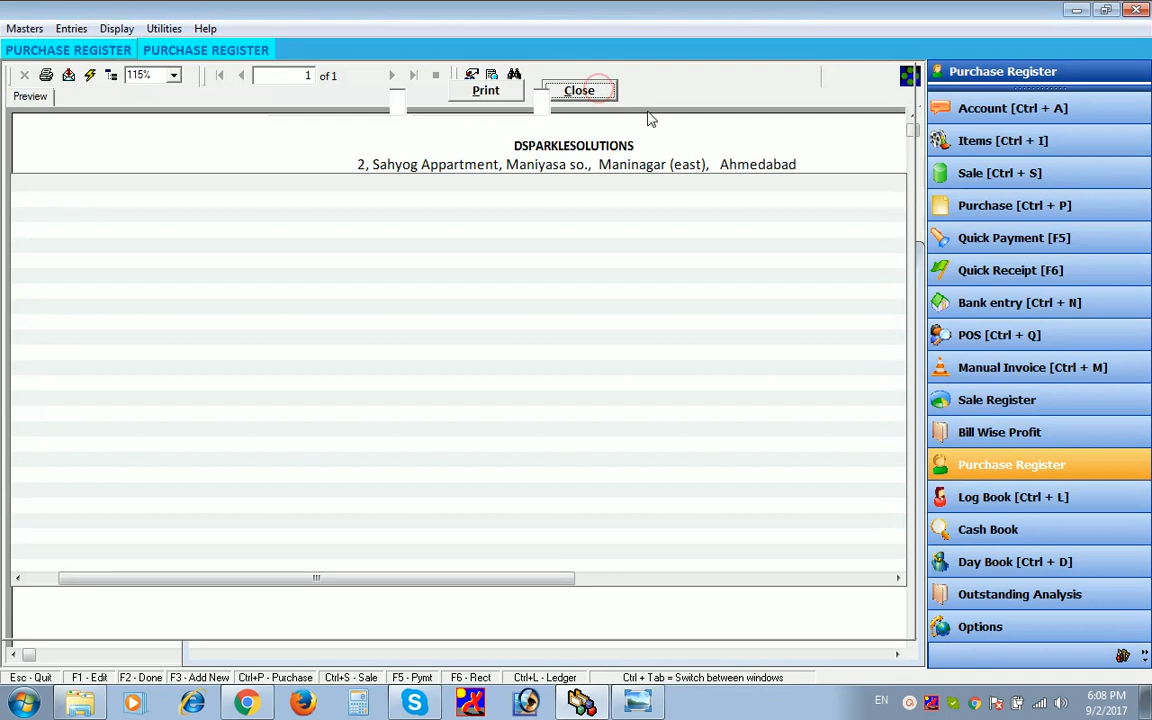 Masters Entries Display Utilities Help
PURCHASE REGISTER PURCHASE REGISTER
115% 1 of 1
Print Close
Preview
DSPARKLESOLUTIONS
2, Sahyog Appartment, Maniyasa so., Maninagar (east), Ahmedabad
Purchase Register
Account [Ctrl + A]
Items [Ctrl + I]
Sale [Ctrl + S]
Purchase [Ctrl + P]
Quick Payment [F5]
Quick Receipt [F6]
Bank entry [Ctrl + N]
POS [Ctrl + Q]
Manual Invoice [Ctrl + M]
Sale Register
Bill Wise Profit
Purchase Register
Log Book [Ctrl + L]
Cash Book
Day Book [Ctrl + D]
Outstanding Analysis
Options
Esc - Quit F1 - Edit F2 - Done F3 - Add New Ctrl+P - Purchase Ctrl+S - Sale F5 - Pymt F6 - Rect Ctrl+L - Ledger Ctrl + Tab = Switch between windows
EN
6:08 PM
9/2/2017